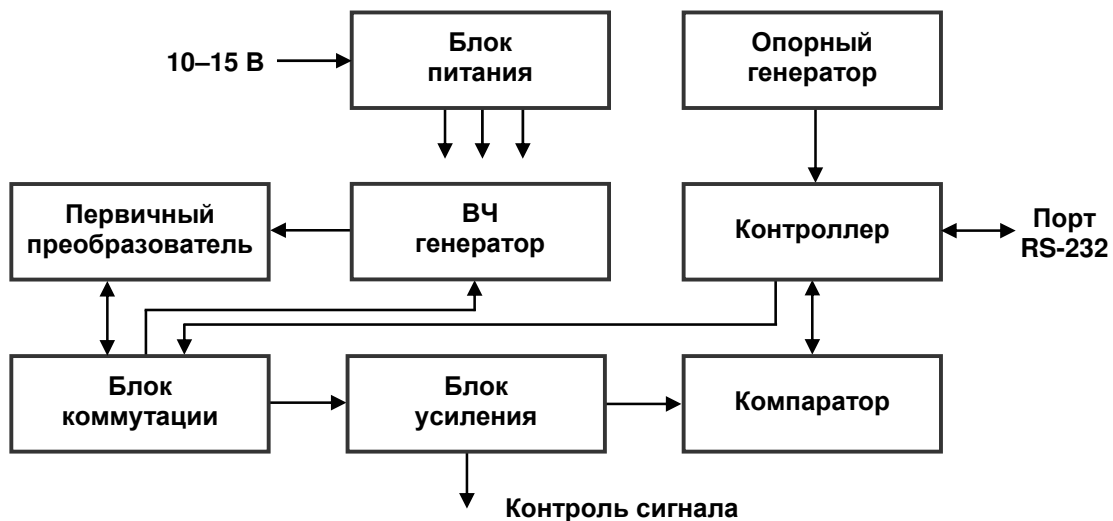 10–15 В
Блок
питания
Опорный
генератор
Первичный
преобразователь
ВЧ
генератор
Контроллер
Порт
RS-232
Блок
коммутации
Блок
усиления
Компаратор
Контроль сигнала